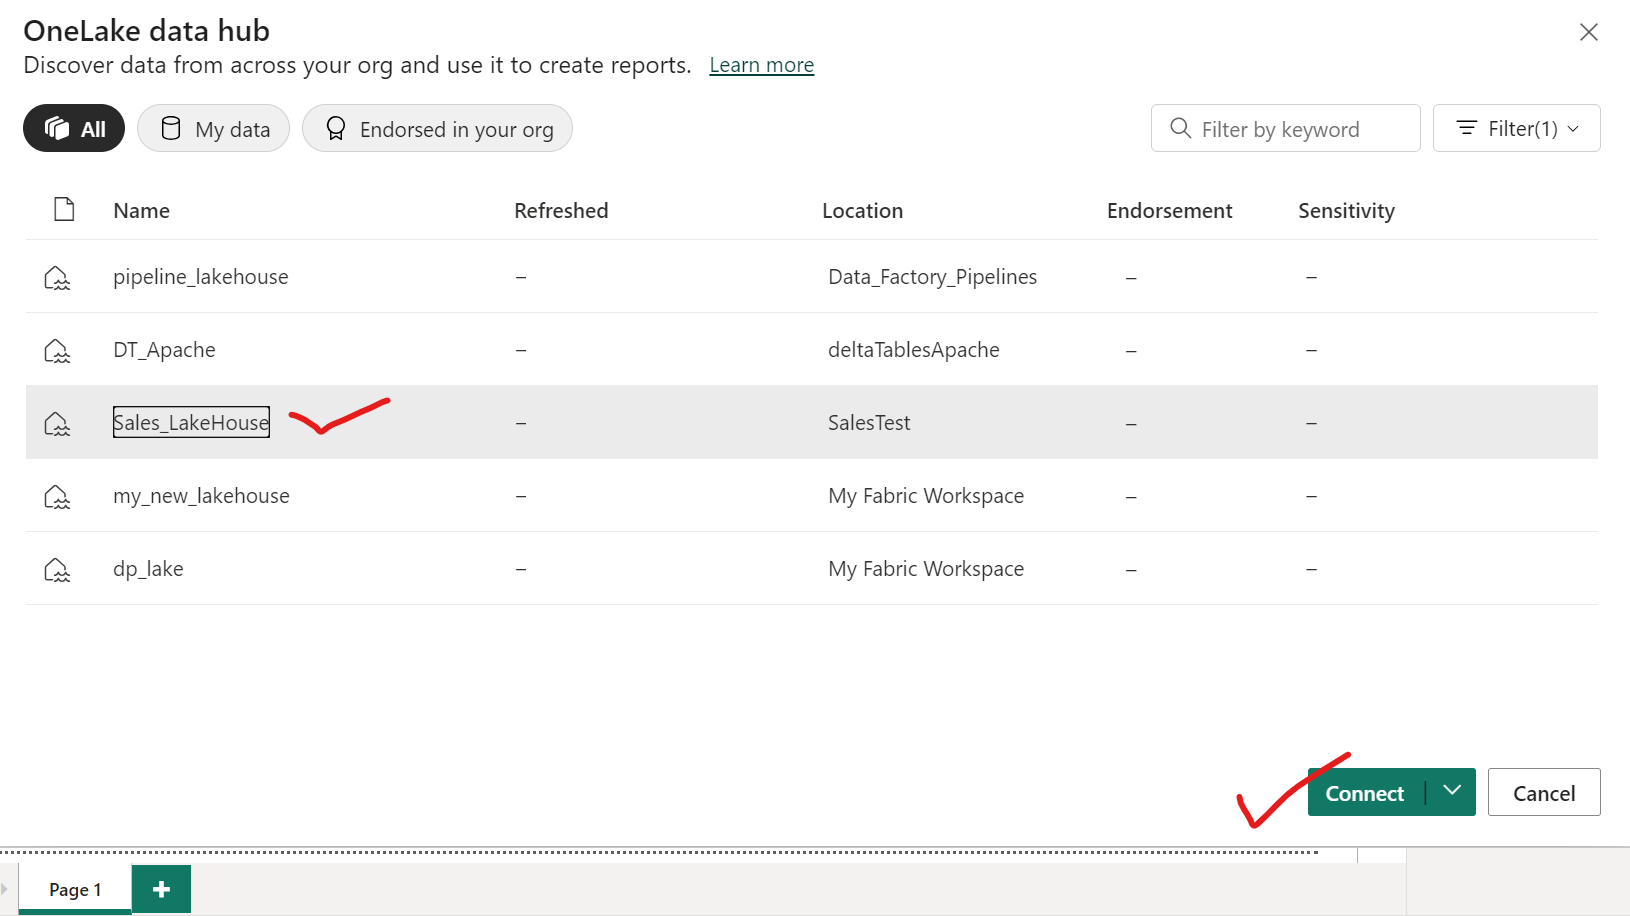 OneLake data hub
Discover data from across your org and use it to create reports. Learn more
All My data Endorsed in your org Filter by keyword Filter(1)
Name Refreshed Location Endorsement Sensitivity
pipeline_lakehouse – Data_Factory_Pipelines – –
DT_Apache – deltaTablesApache – –
Sales_LakeHouse – SalesTest – –
my_new_lakehouse – My Fabric Workspace – –
dp_lake – My Fabric Workspace – –
Connect Cancel
Page 1 +